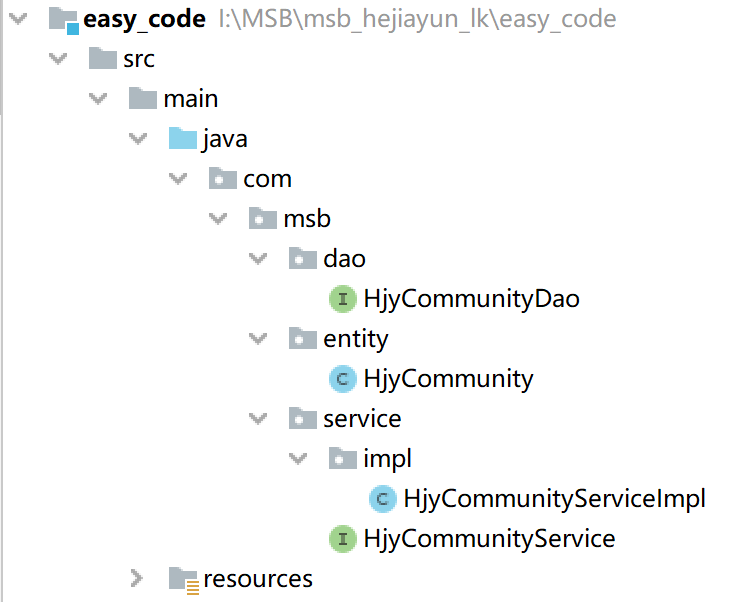 easy_code I:\MSB\msb_hejiayun_lk\easy_code
src
main
java
com
msb
dao
I HjyCommunityDao
entity
C HjyCommunity
service
impl
C HjyCommunityServiceImpl
I HjyCommunityService
resources